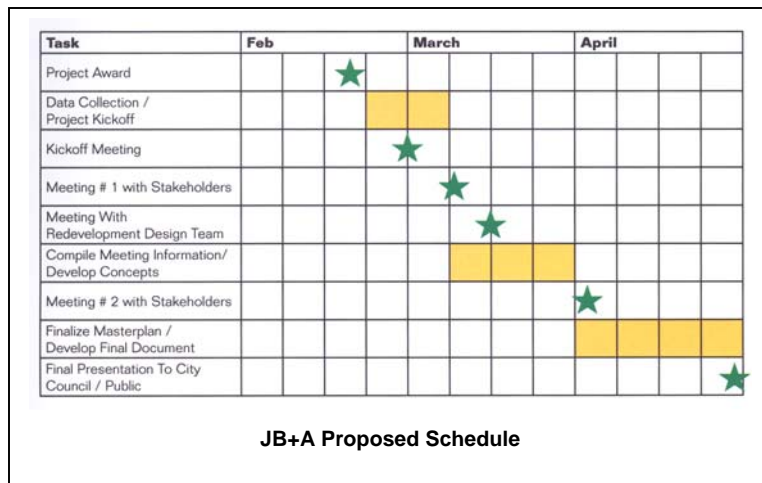 Task Feb March April
Project Award
Data Collection /
Project Kickoff
Kickoff Meeting
Meeting # 1 with Stakeholders
Meeting With
Redevelopment Design Team
Compile Meeting Information/
Develop Concepts
Meeting # 2 with Stakeholders
Finalize Masterplan /
Develop Final Document
Final Presentation To City
Council / Public
JB+A Proposed Schedule